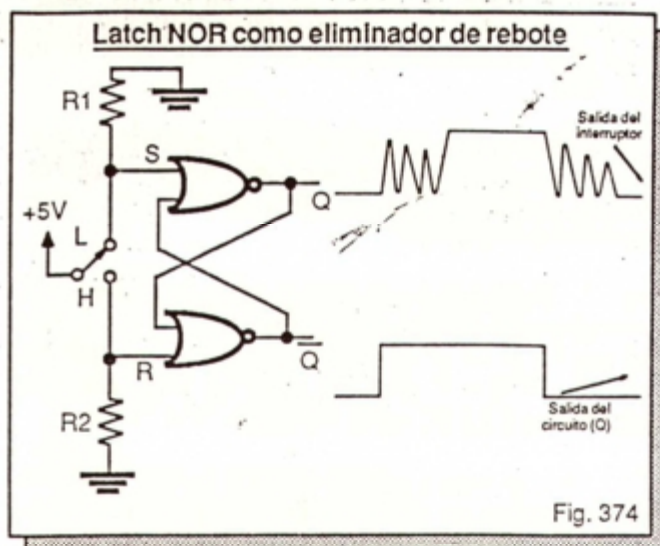 Latch NOR como eliminador de rebote
R1
S
Q
Salida del
interruptor
+5V
L
H
R
Q
R2
Salida del
circuito (Q)
Fig. 374